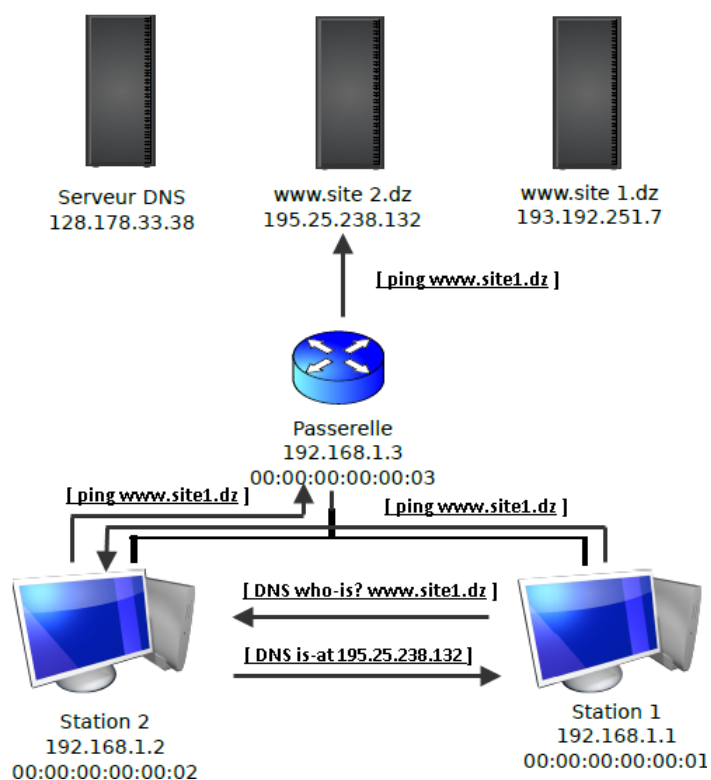 Serveur DNS
128.178.33.38
www.site 2.dz
195.25.238.132
www.site 1.dz
193.192.251.7
[ ping www.site1.dz ]
Passerelle
192.168.1.3
00:00:00:00:00:03
[ ping www.site1.dz ]
[ ping www.site1.dz ]
[ DNS who-is? www.site1.dz ]
[ DNS is-at 195.25.238.132 ]
Station 2
192.168.1.2
00:00:00:00:00:02
Station 1
192.168.1.1
00:00:00:00:00:01